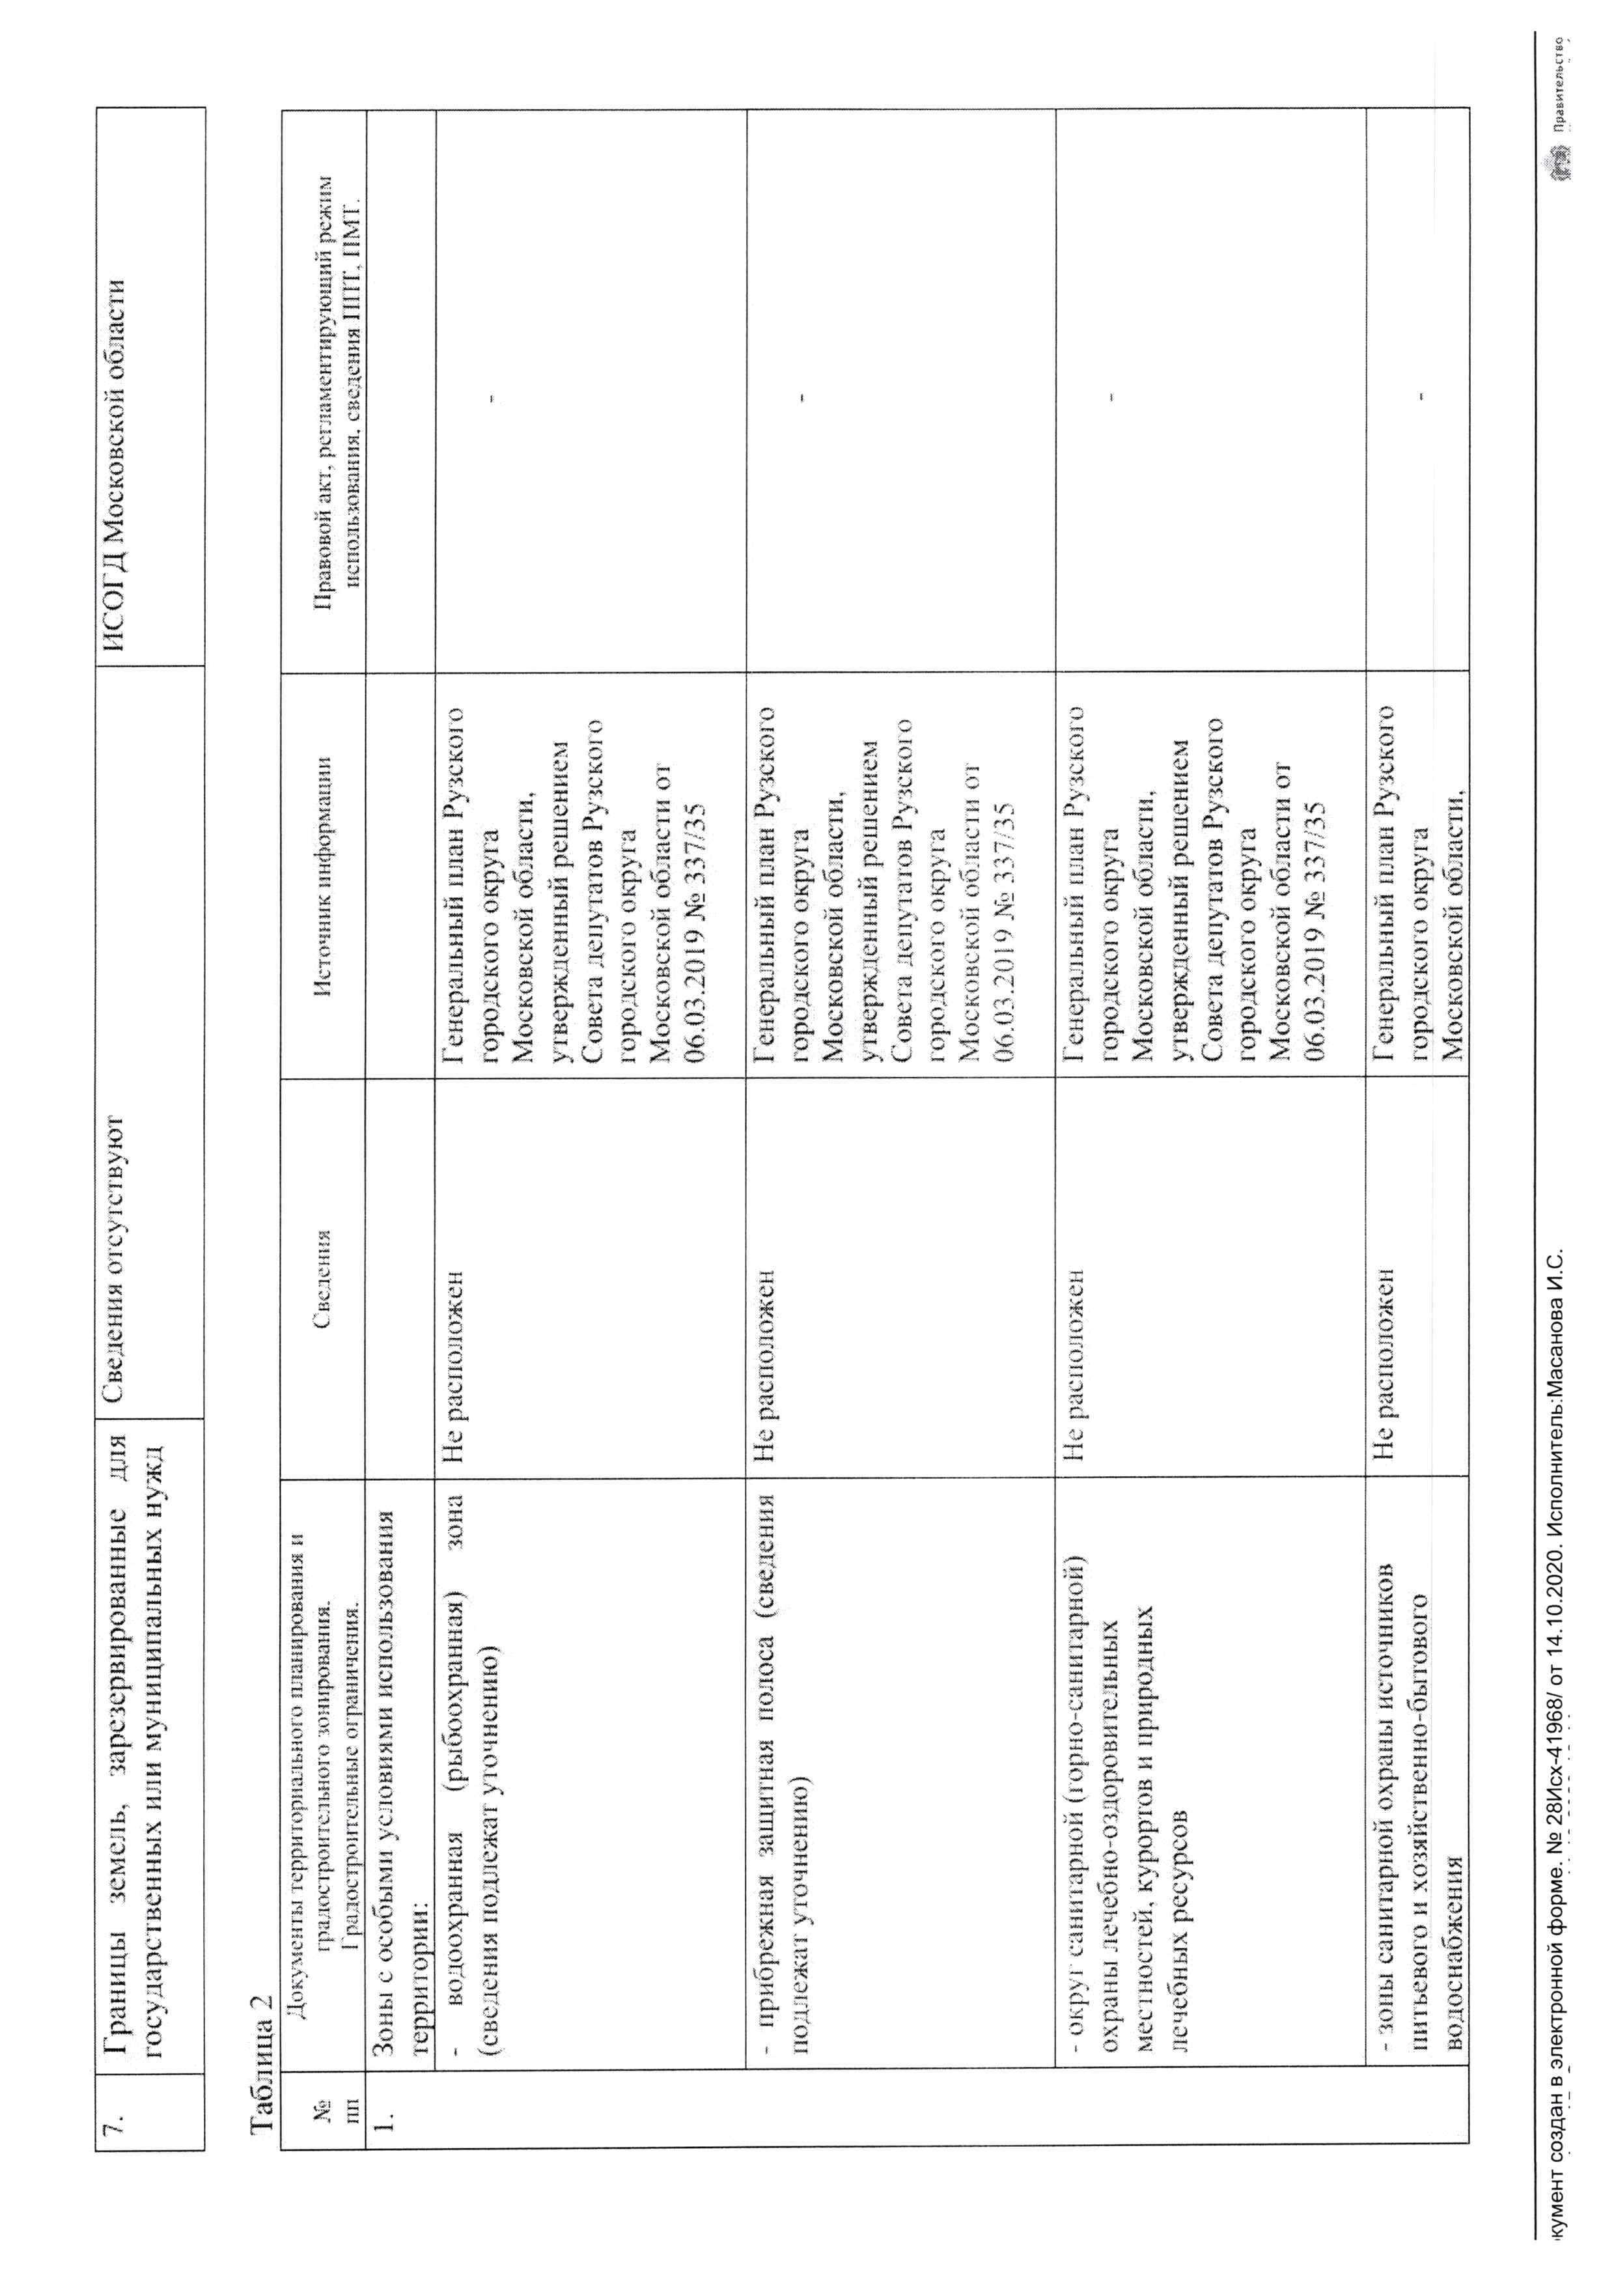 7.
Границы земель, зарезервированные для
государственных или муниципальных нужд
Сведения отсутствуют
ИСОГД Московской области
Таблица 2
№
пп
Документы территориального планирования и
градостроительного зонирования.
Градостроительные ограничения.
Сведения
Источник информации
Правовой акт, регламентирующий режим
использования, сведения ППТ, ПМТ.
1.
Зоны с особыми условиями использования
территории:
- водоохранная (рыбоохранная) зона
(сведения подлежат уточнению)
Не расположен
Генеральный план Рузского
городского округа
Московской области,
утвержденный решением
Совета депутатов Рузского
городского округа
Московской области от
06.03.2019 № 337/35
-
- прибрежная защитная полоса (сведения
подлежат уточнению)
Не расположен
Генеральный план Рузского
городского округа
Московской области,
утвержденный решением
Совета депутатов Рузского
городского округа
Московской области от
06.03.2019 № 337/35
-
- округ санитарной (горно-санитарной)
охраны лечебно-оздоровительных
местностей, курортов и природных
лечебных ресурсов
Не расположен
Генеральный план Рузского
городского округа
Московской области,
утвержденный решением
Совета депутатов Рузского
городского округа
Московской области от
06.03.2019 № 337/35
-
- зоны санитарной охраны источников
питьевого и хозяйственно-бытового
водоснабжения
Не расположен
Генеральный план Рузского
городского округа
Московской области,
-
кумент создан в электронной форме. № 28Исх-41968/ от 14.10.2020. Исполнитель:Масанова И.С.
Правительство